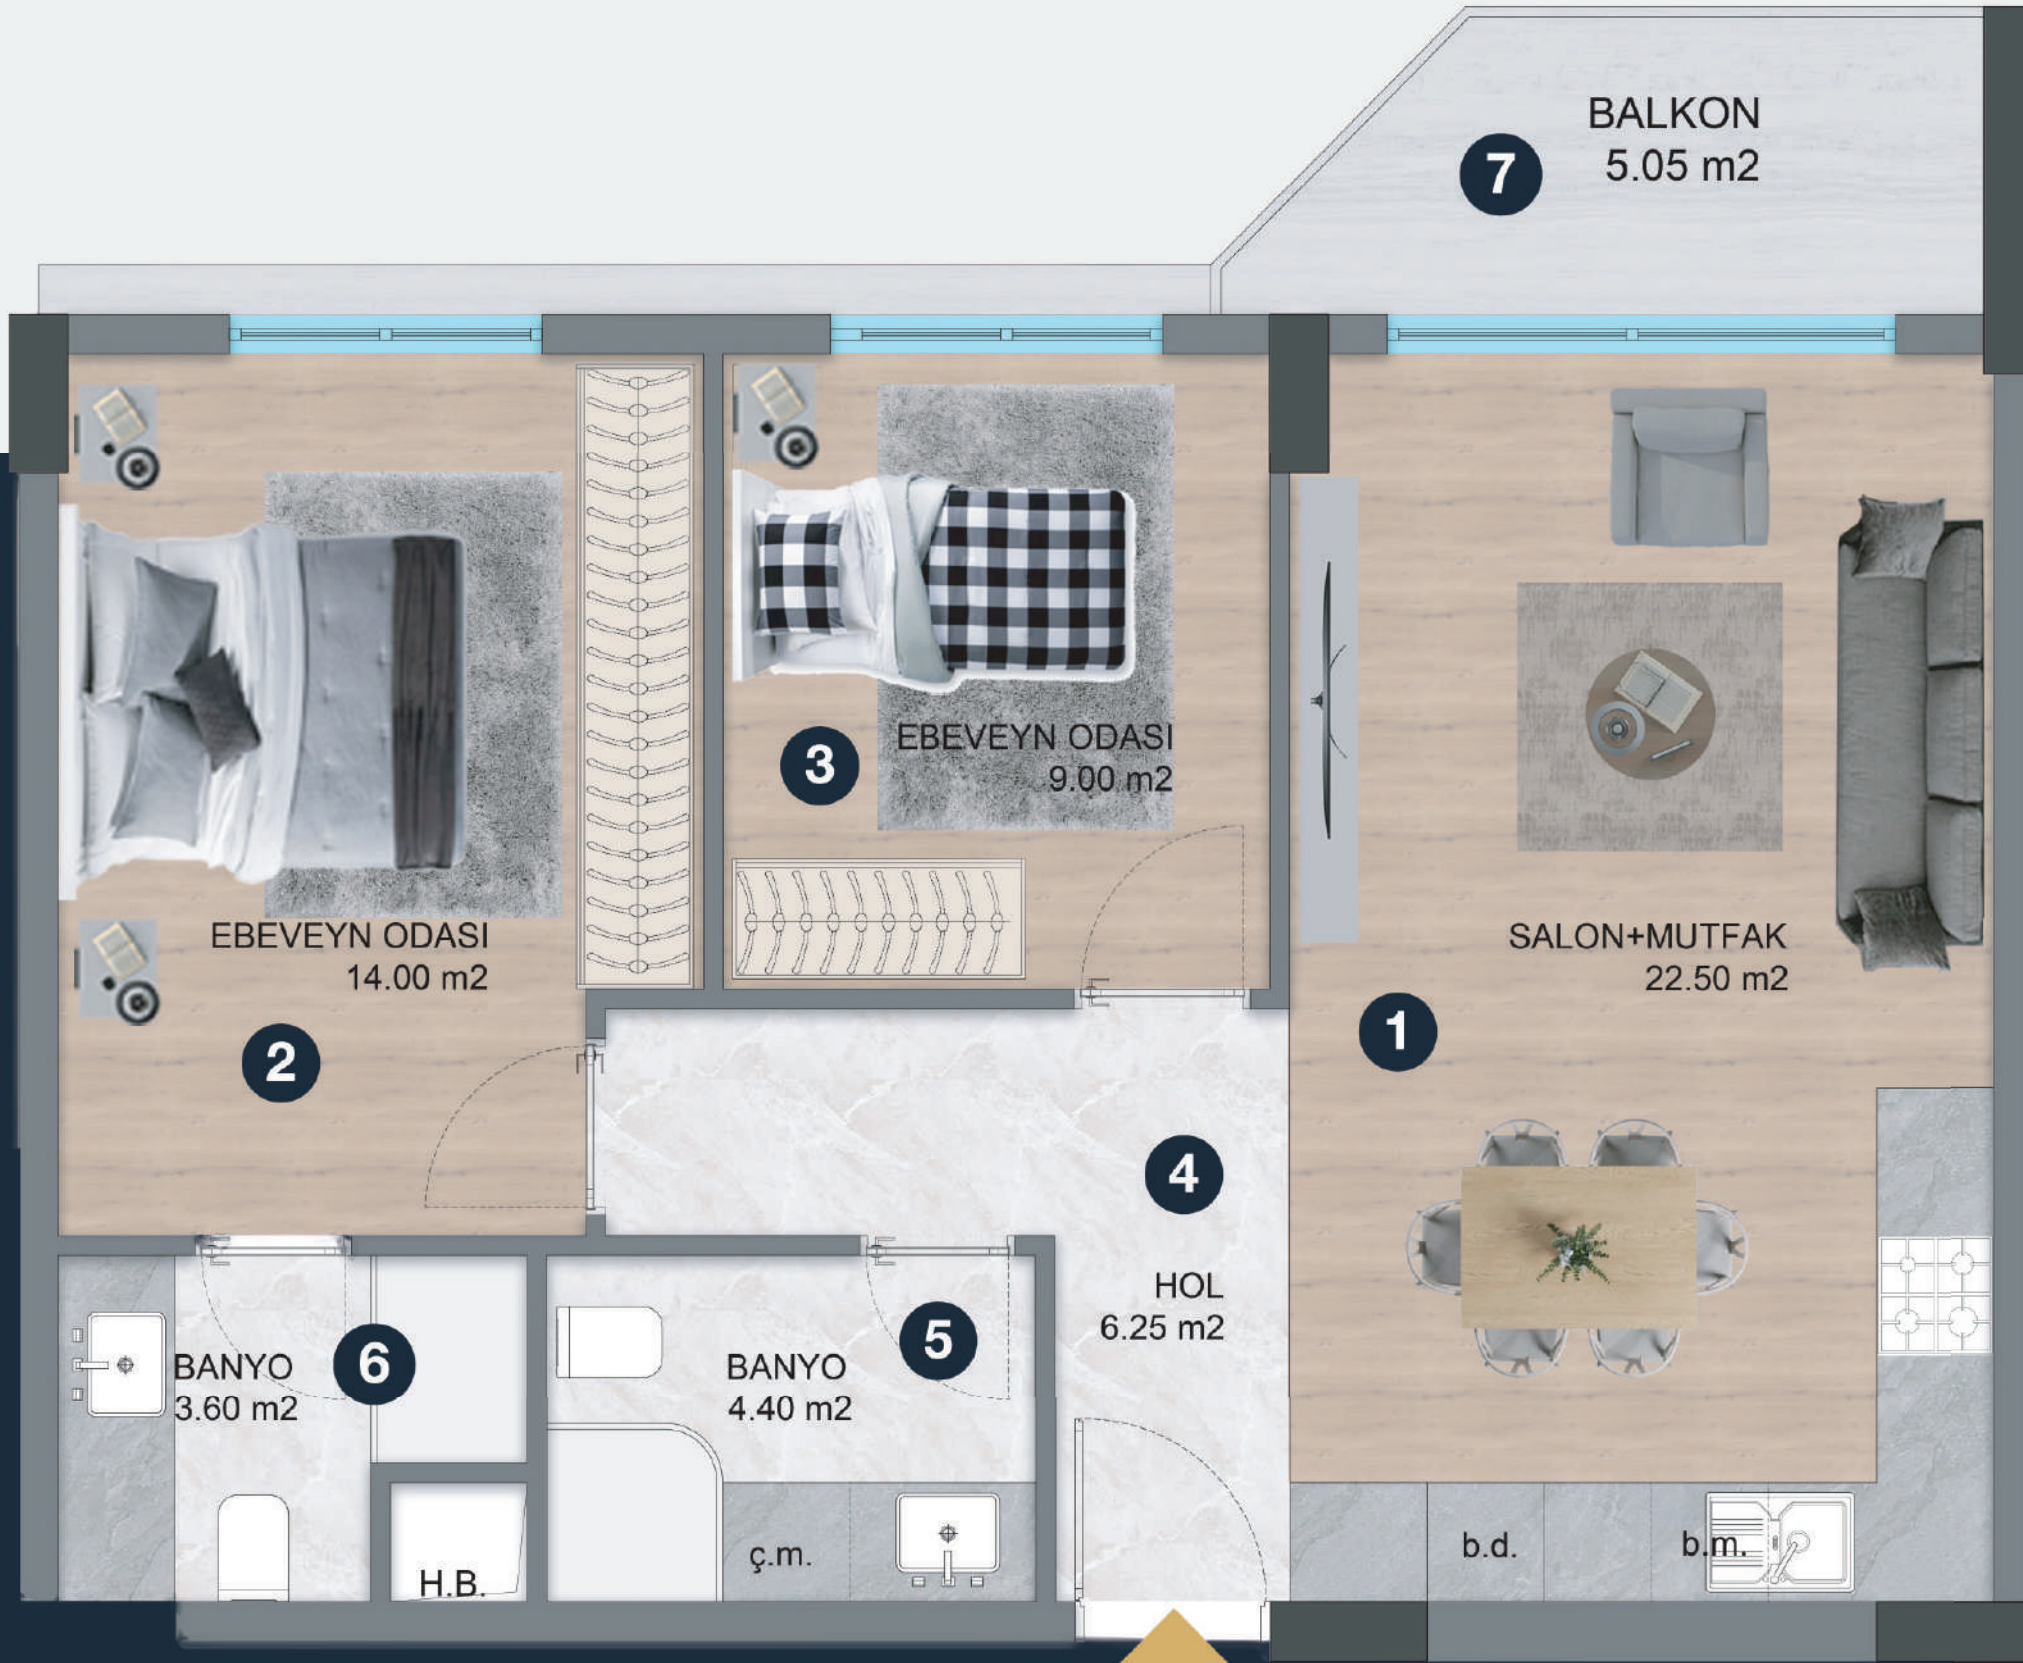 BALKON
5.05 m2
7
EBEVEYN ODASI
9.00 m2
3
EBEVEYN ODASI
14.00 m2
2
SALON+MUTFAK
22.50 m2
1
4
HOL
6.25 m2
5
BANYO
4.40 m2
6
BANYO
3.60 m2
H.B.
ç.m.
b.d.
b.m.